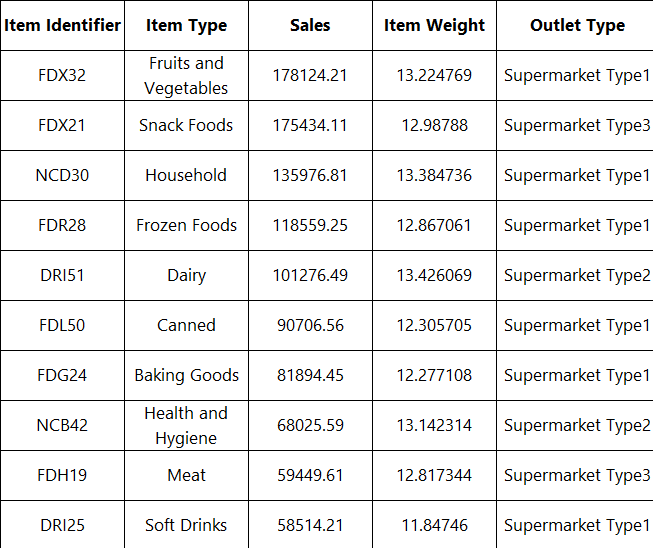 Item Identifier Item Type Sales Item Weight Outlet Type
FDX32 Fruits and Vegetables 178124.21 13.224769 Supermarket Type1
FDX21 Snack Foods 175434.11 12.98788 Supermarket Type3
NCD30 Household 135976.81 13.384736 Supermarket Type1
FDR28 Frozen Foods 118559.25 12.867061 Supermarket Type1
DRI51 Dairy 101276.49 13.426069 Supermarket Type2
FDL50 Canned 90706.56 12.305705 Supermarket Type1
FDG24 Baking Goods 81894.45 12.277108 Supermarket Type1
NCB42 Health and Hygiene 68025.59 13.142314 Supermarket Type2
FDH19 Meat 59449.61 12.817344 Supermarket Type3
DRI25 Soft Drinks 58514.21 11.84746 Supermarket Type1